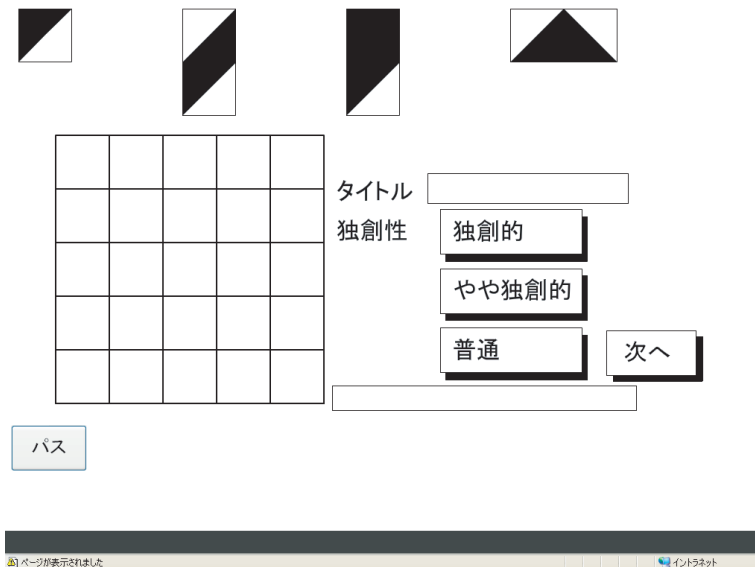 タイトル
独創性
独創的
やや独創的
普通
次へ
パス
ページが表示されました
イントラネット